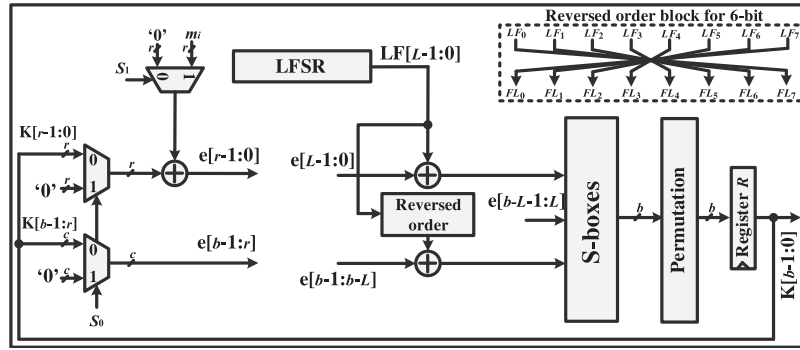 Reversed order block for 6-bit
LF₀ LF₁ LF₂ LF₃ LF₄ LF₅ LF₆ LF₇
FL₀ FL₁ FL₂ FL₃ FL₄ FL₅ FL₆ FL₇
‘0’ mᵢ
r r
S₁ 0 1
LFSR LF[L-1:0]
K[r-1:0]
r 0 r e[r-1:0]
‘0’ r 1
K[b-1:r]
c 0 c e[b-1:r]
‘0’ c 1
S₀
e[L-1:0]
Reversed
order
e[b-L-1:L]
e[b-1:b-L]
S-boxes
b
Permutation
b
Register R
K[b-1:0]